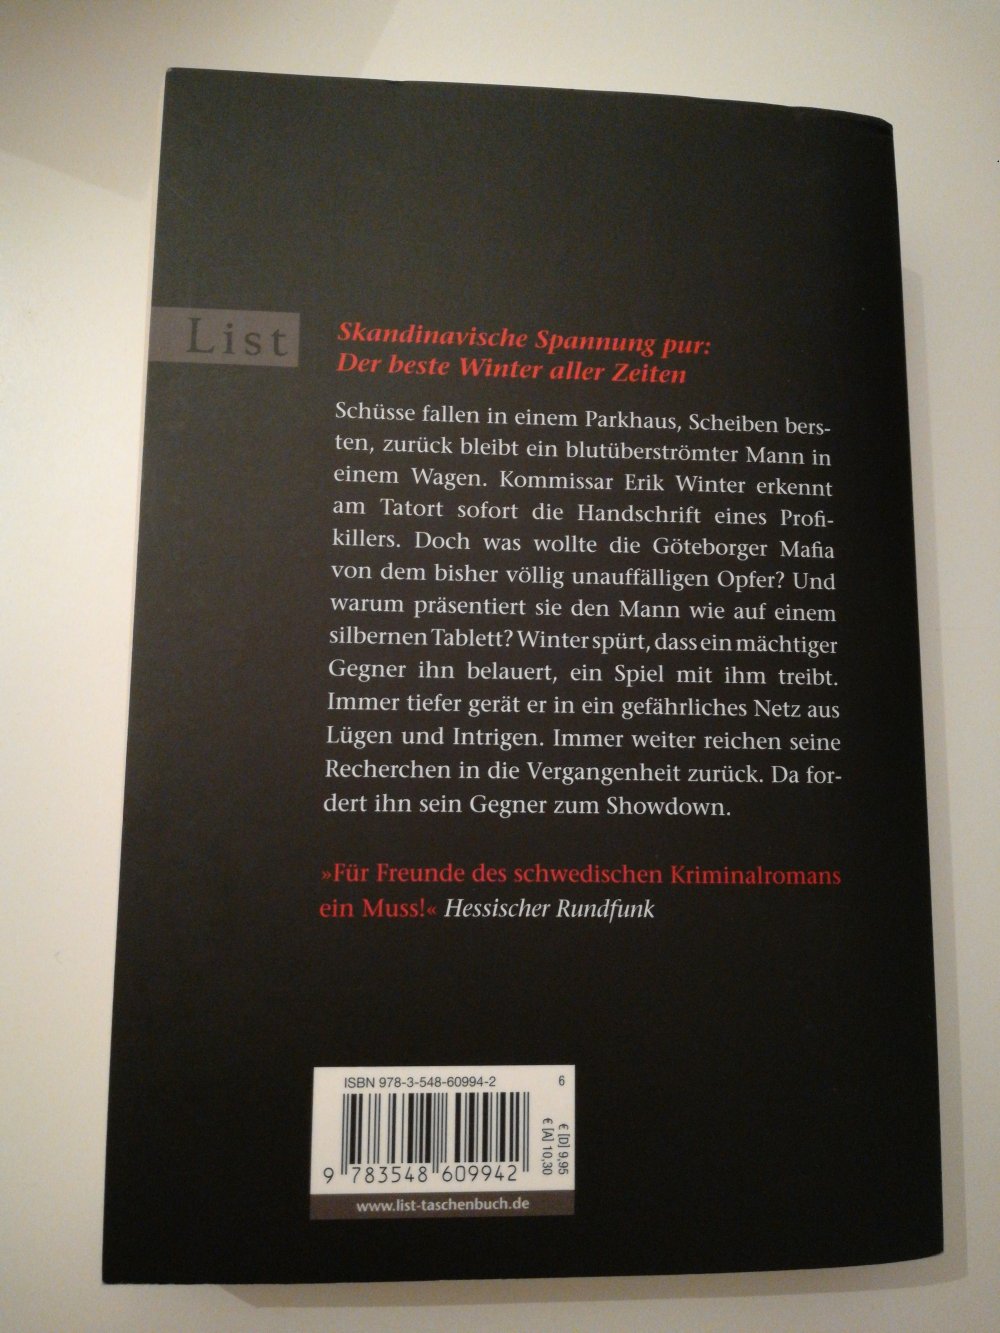 List
Skandinavische Spannung pur:
Der beste Winter aller Zeiten
Schüsse fallen in einem Parkhaus, Scheiben bers-
ten, zurück bleibt ein blutüberströmter Mann in
einem Wagen. Kommissar Erik Winter erkennt
am Tatort sofort die Handschrift eines Profi-
killers. Doch was wollte die Göteborger Mafia
von dem bisher völlig unauffälligen Opfer? Und
warum präsentiert sie den Mann wie auf einem
silbernen Tablett? Winter spürt, dass ein mächtiger
Gegner ihn belauert, ein Spiel mit ihm treibt.
Immer tiefer gerät er in ein gefährliches Netz aus
Lügen und Intrigen. Immer weiter reichen seine
Recherchen in die Vergangenheit zurück. Da for-
dert ihn sein Gegner zum Showdown.
»Für Freunde des schwedischen Kriminalromans
ein Muss!« Hessischer Rundfunk
ISBN 978-3-548-60994-2 6
€ [D] 9,95
€ [A] 10,30
9 783548 609942
www.list-taschenbuch.de